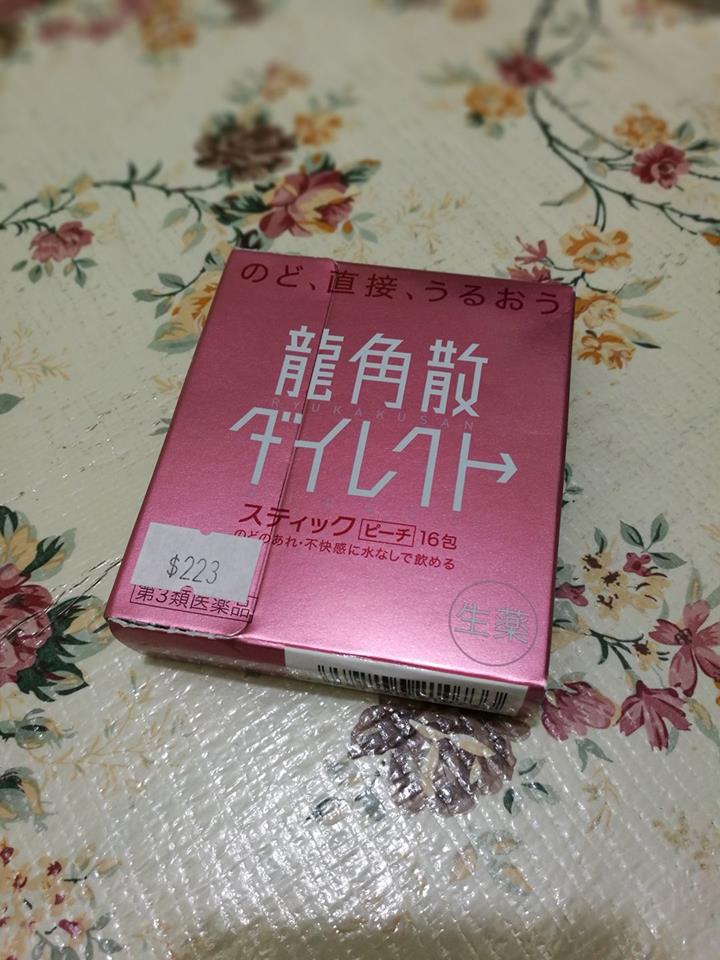 のど、直接、うるおう
龍角散
RYUKAKUSAN
ダイレクト
スティック ピーチ 16包
のどのあれ・不快感に水なしで飲める
$223
第3類医薬品
生薬